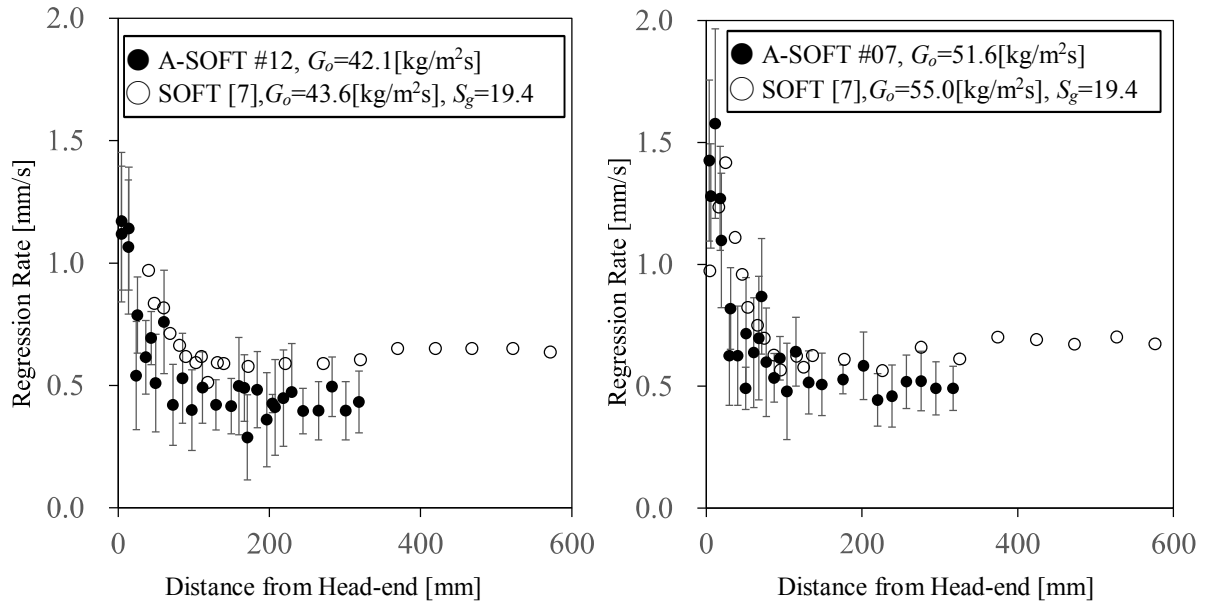 2.0
1.5
1.0
0.5
0.0
0
200
400
600
Regression Rate [mm/s]
Distance from Head-end [mm]
A-SOFT #12, Gₒ=42.1[kg/m²s]
SOFT [7],Gₒ=43.6[kg/m²s], S_g=19.4
2.0
1.5
1.0
0.5
0.0
0
200
400
600
Regression Rate [mm/s]
Distance from Head-end [mm]
A-SOFT #07, Gₒ=51.6[kg/m²s]
SOFT [7],Gₒ=55.0[kg/m²s], S_g=19.4